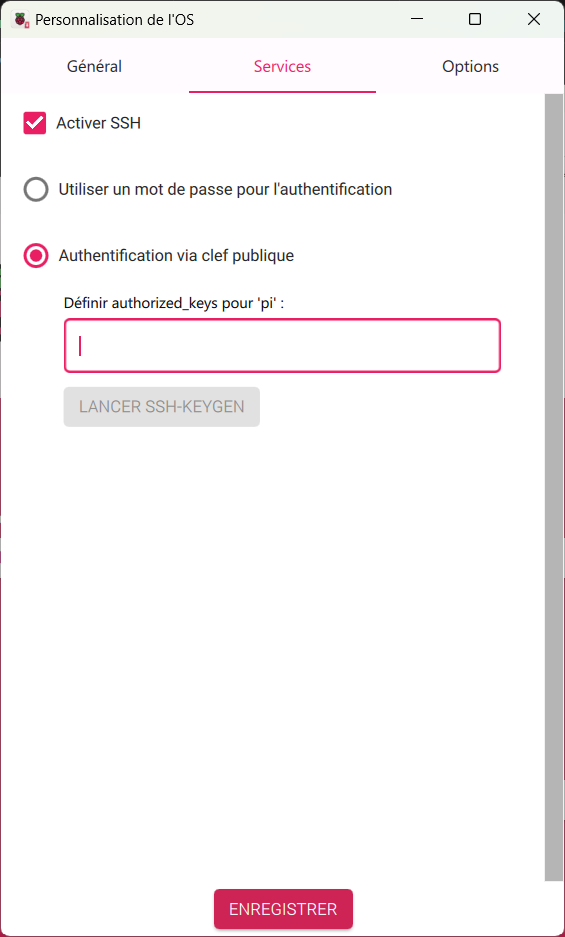 Personnalisation de l'OS
Général Services Options
Activer SSH
Utiliser un mot de passe pour l'authentification
Authentification via clef publique
Définir authorized_keys pour 'pi' :
LANCER SSH-KEYGEN
ENREGISTRER